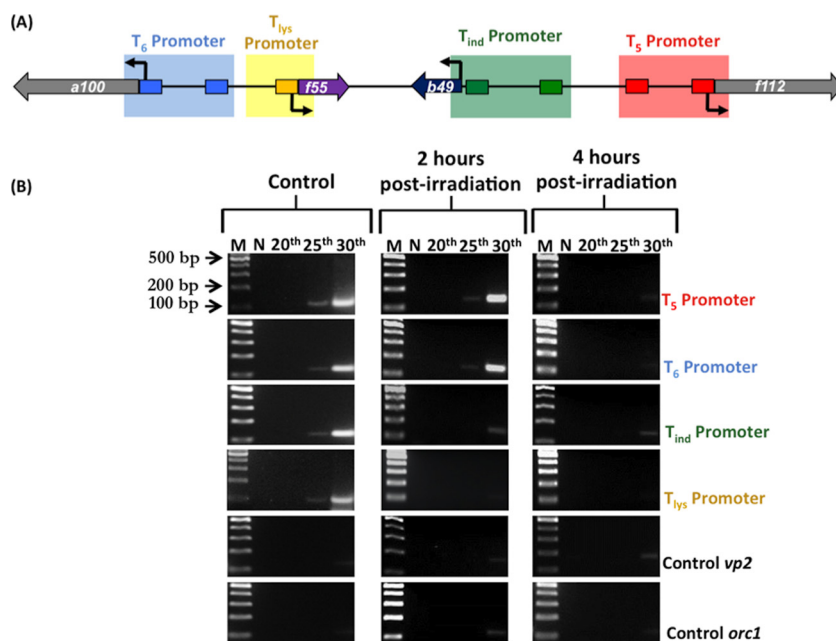 (A)
T6 Promoter
Tlys Promoter
Tind Promoter
T5 Promoter
a100
f55
b49
f112
(B)
Control
2 hours post-irradiation
4 hours post-irradiation
M N 20th 25th 30th
M N 20th 25th 30th
M N 20th 25th 30th
500 bp
200 bp
100 bp
T5 Promoter
T6 Promoter
Tind Promoter
Tlys Promoter
Control vp2
Control orc1